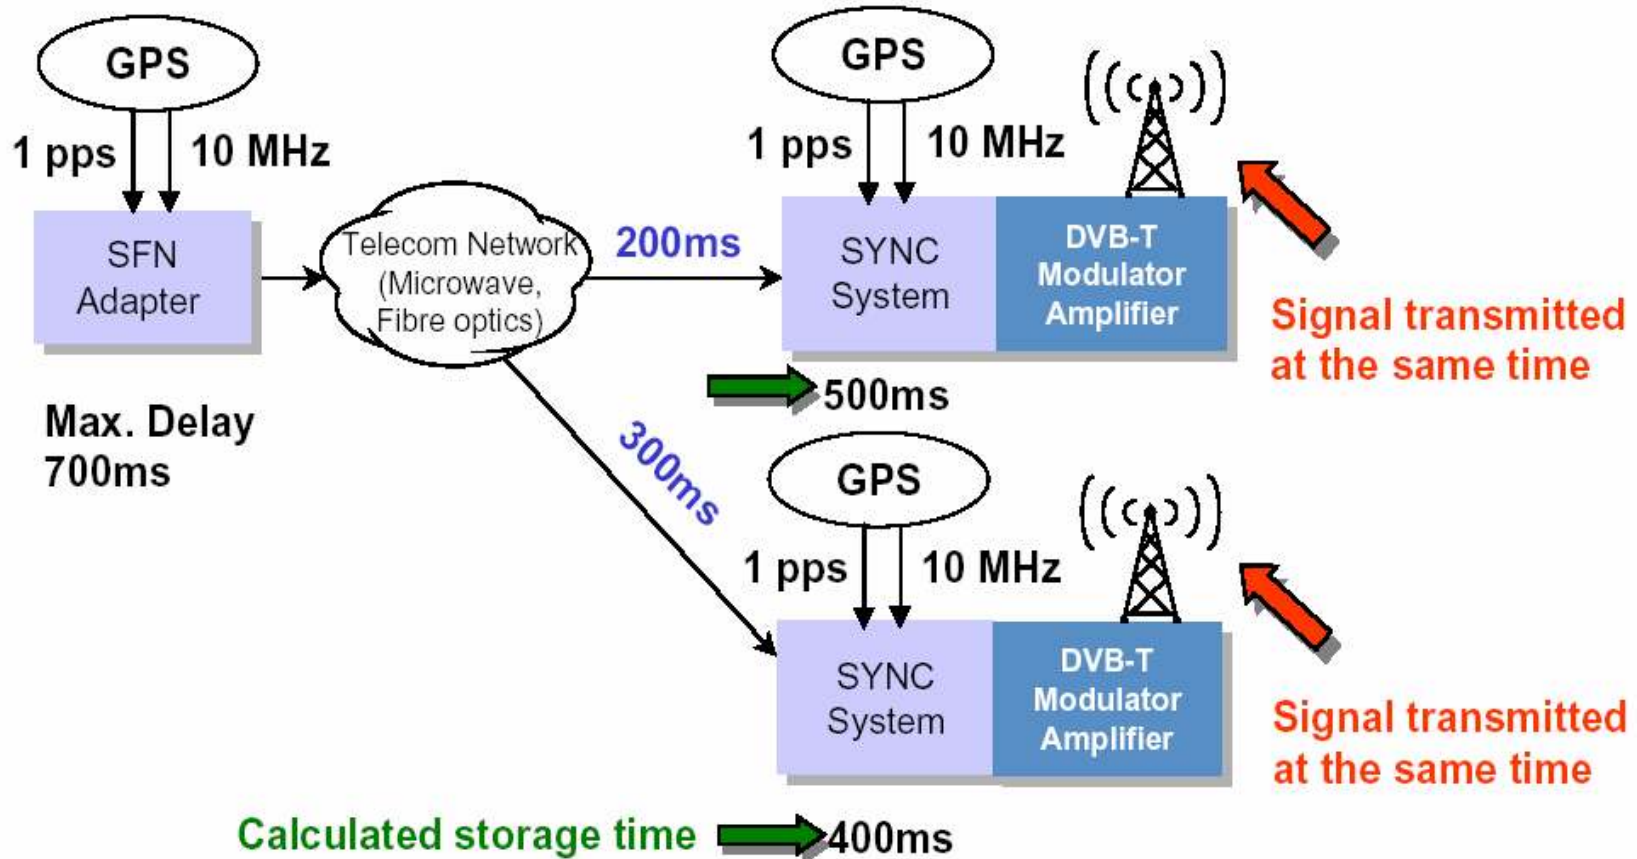 GPS
1 pps
10 MHz
SFN
Adapter
Max. Delay
700ms
Telecom Network
(Microwave,
Fibre optics)
200ms
300ms
GPS
1 pps
10 MHz
SYNC
System
DVB-T
Modulator
Amplifier
Signal transmitted
at the same time
500ms
GPS
1 pps
10 MHz
SYNC
System
DVB-T
Modulator
Amplifier
Signal transmitted
at the same time
Calculated storage time
400ms